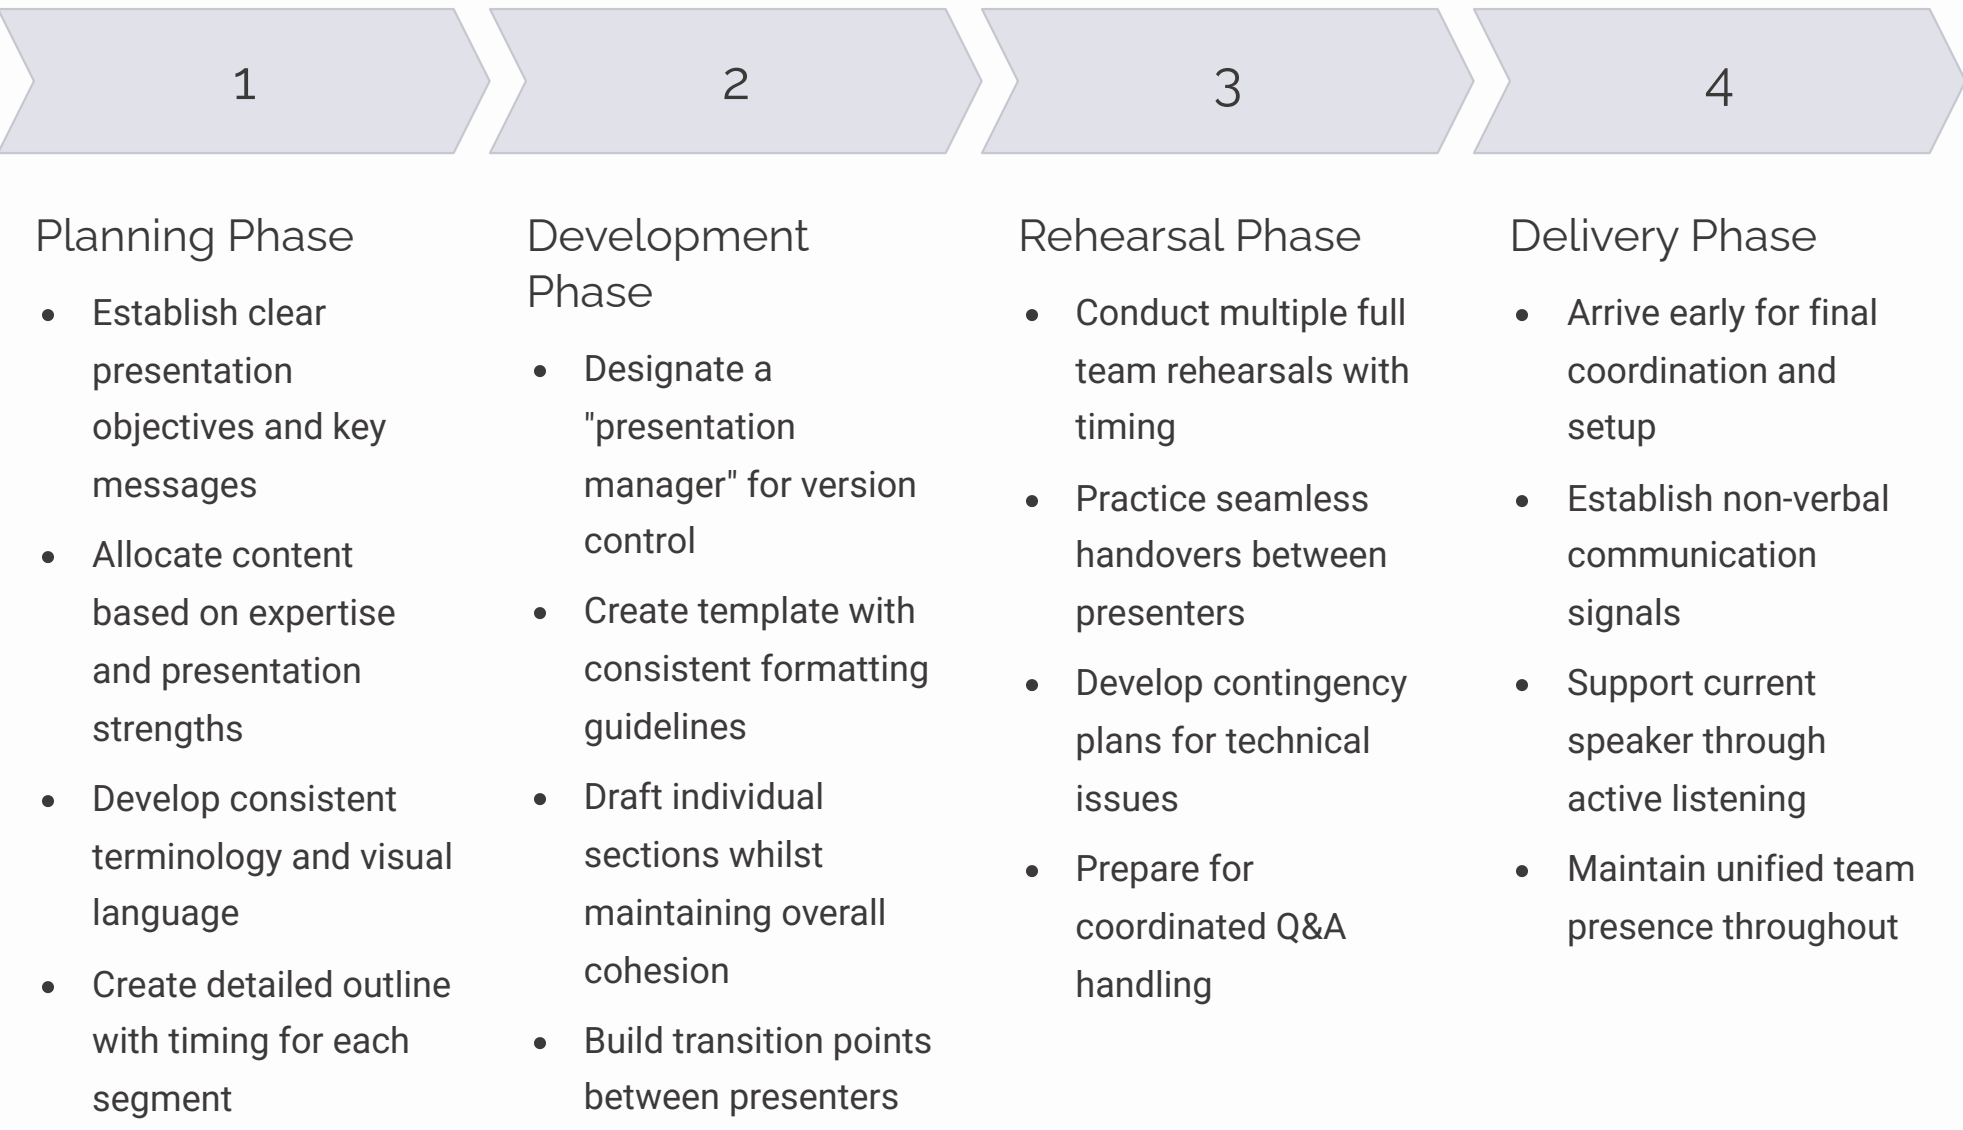 1
2
3
4
Planning Phase
• Establish clear
presentation
objectives and key
messages
• Allocate content
based on expertise
and presentation
strengths
• Develop consistent
terminology and visual
language
• Create detailed outline
with timing for each
segment
Development
Phase
• Designate a
"presentation
manager" for version
control
• Create template with
consistent formatting
guidelines
• Draft individual
sections whilst
maintaining overall
cohesion
• Build transition points
between presenters
Rehearsal Phase
• Conduct multiple full
team rehearsals with
timing
• Practice seamless
handovers between
presenters
• Develop contingency
plans for technical
issues
• Prepare for
coordinated Q&A
handling
Delivery Phase
• Arrive early for final
coordination and
setup
• Establish non-verbal
communication
signals
• Support current
speaker through
active listening
• Maintain unified team
presence throughout